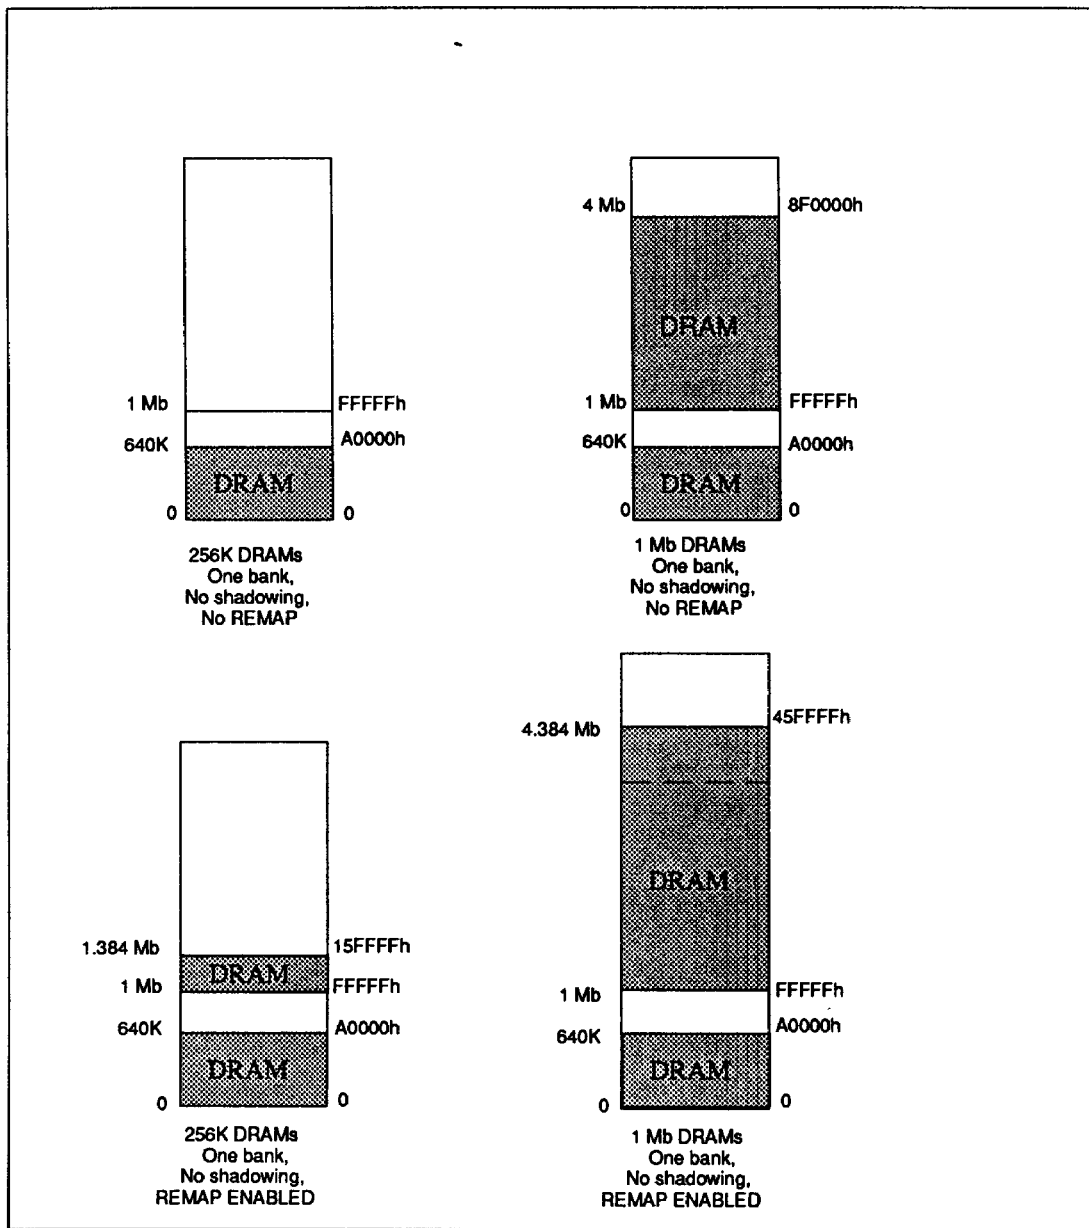 1 Mb
FFFFFh
640K
A0000h
DRAM
0
0
256K DRAMs
One bank,
No shadowing,
No REMAP
4 Mb
8F0000h
DRAM
1 Mb
FFFFFh
640K
A0000h
DRAM
0
0
1 Mb DRAMs
One bank,
No shadowing,
No REMAP
1.384 Mb
15FFFFh
DRAM
1 Mb
FFFFFh
640K
A0000h
DRAM
0
0
256K DRAMs
One bank,
No shadowing,
REMAP ENABLED
4.384 Mb
45FFFFh
DRAM
1 Mb
FFFFFh
640K
A0000h
DRAM
0
0
1 Mb DRAMs
One bank,
No shadowing,
REMAP ENABLED